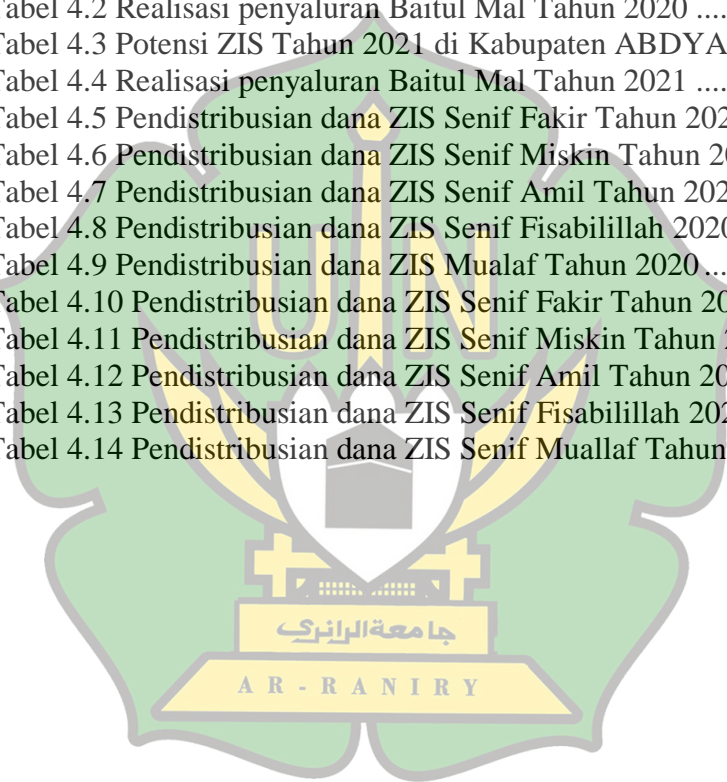 Tabel 4.2 Realisasi penyaluran Baitul Mal Tahun 2020 ....
Tabel 4.3 Potensi ZIS Tahun 2021 di Kabupaten ABDYA
Tabel 4.4 Realisasi penyaluran Baitul Mal Tahun 2021 ....
Tabel 4.5 Pendistribusian dana ZIS Senif Fakir Tahun 202
Tabel 4.6 Pendistribusian dana ZIS Senif Miskin Tahun 20
Tabel 4.7 Pendistribusian dana ZIS Senif Amil Tahun 202
Tabel 4.8 Pendistribusian dana ZIS Senif Fisabilillah 2020
Tabel 4.9 Pendistribusian dana ZIS Mualaf Tahun 2020 ...
Tabel 4.10 Pendistribusian dana ZIS Senif Fakir Tahun 20
Tabel 4.11 Pendistribusian dana ZIS Senif Miskin Tahun 2
Tabel 4.12 Pendistribusian dana ZIS Senif Amil Tahun 20
Tabel 4.13 Pendistribusian dana ZIS Senif Fisabilillah 202
Tabel 4.14 Pendistribusian dana ZIS Senif Muallaf Tahun
UIN
جامعة الرانري
AR-RANIRY